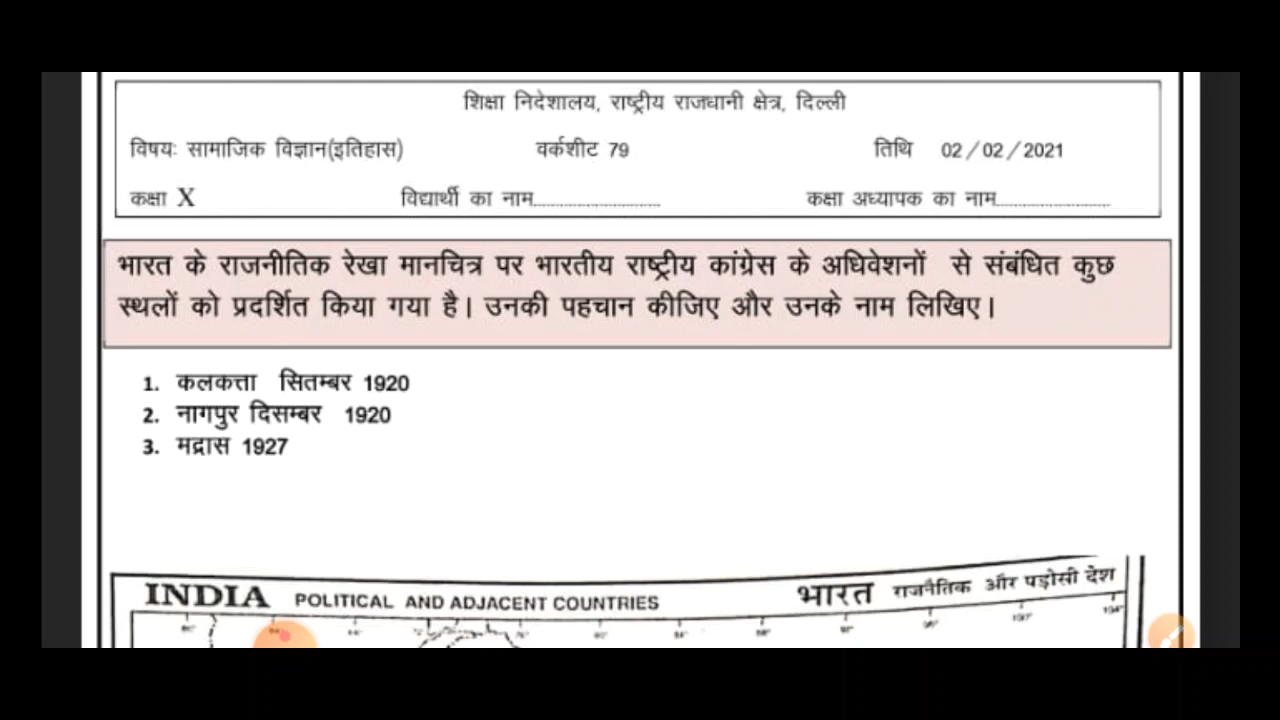 शिक्षा निदेशालय, राष्ट्रीय राजधानी क्षेत्र, दिल्ली
विषयः सामाजिक विज्ञान(इतिहास) वर्कशीट 79 तिथि 02/02/2021
कक्षा X विद्यार्थी का नाम........................... कक्षा अध्यापक का नाम........................
भारत के राजनीतिक रेखा मानचित्र पर भारतीय राष्ट्रीय कांग्रेस के अधिवेशनों से संबंधित कुछ
स्थलों को प्रदर्शित किया गया है। उनकी पहचान कीजिए और उनके नाम लिखिए।
1. कलकत्ता सितम्बर 1920
2. नागपुर दिसम्बर 1920
3. मद्रास 1927
INDIA POLITICAL AND ADJACENT COUNTRIES भारत राजनैतिक और पड़ोसी देश